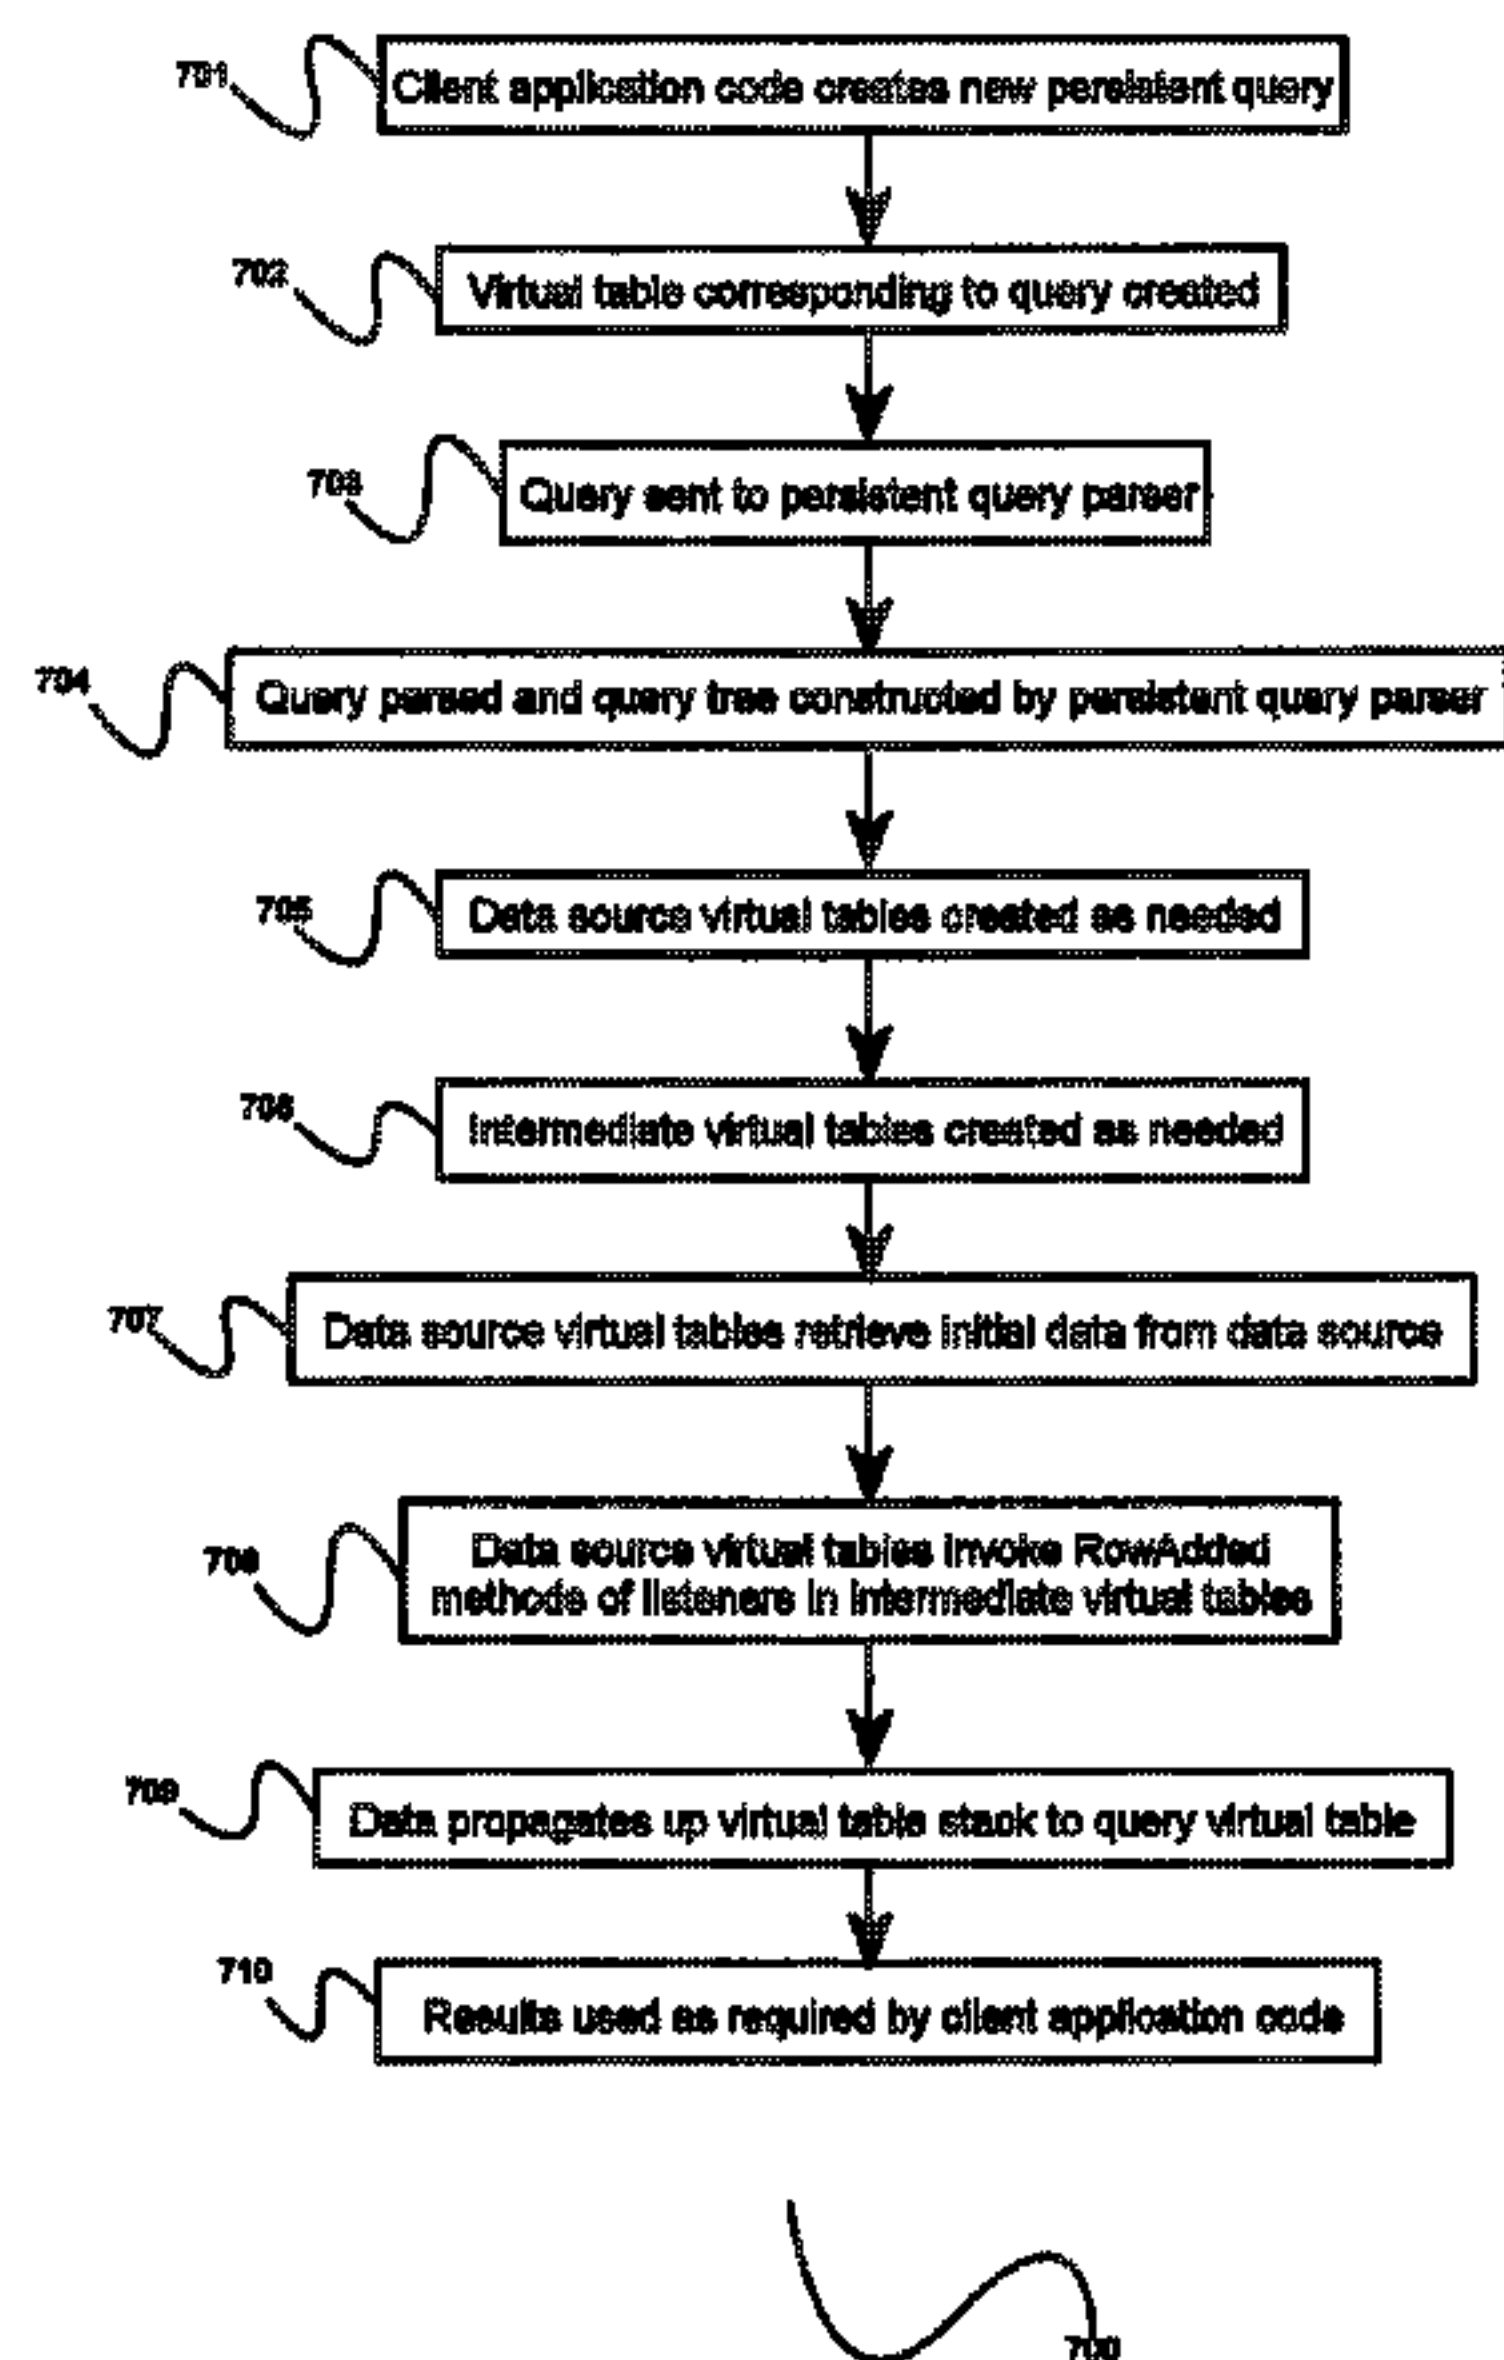 701
Client application code creates new persistent query
702
Virtual table corresponding to query created
703
Query sent to persistent query parser
704
Query parsed and query tree constructed by persistent query parser
705
Data source virtual tables created as needed
706
Intermediate virtual tables created as needed
707
Data source virtual tables retrieve initial data from data source
708
Data source virtual tables invoke RowAdded
methods of listeners in intermediate virtual tables
709
Data propagates up virtual table stack to query virtual table
710
Results used as required by client application code
700